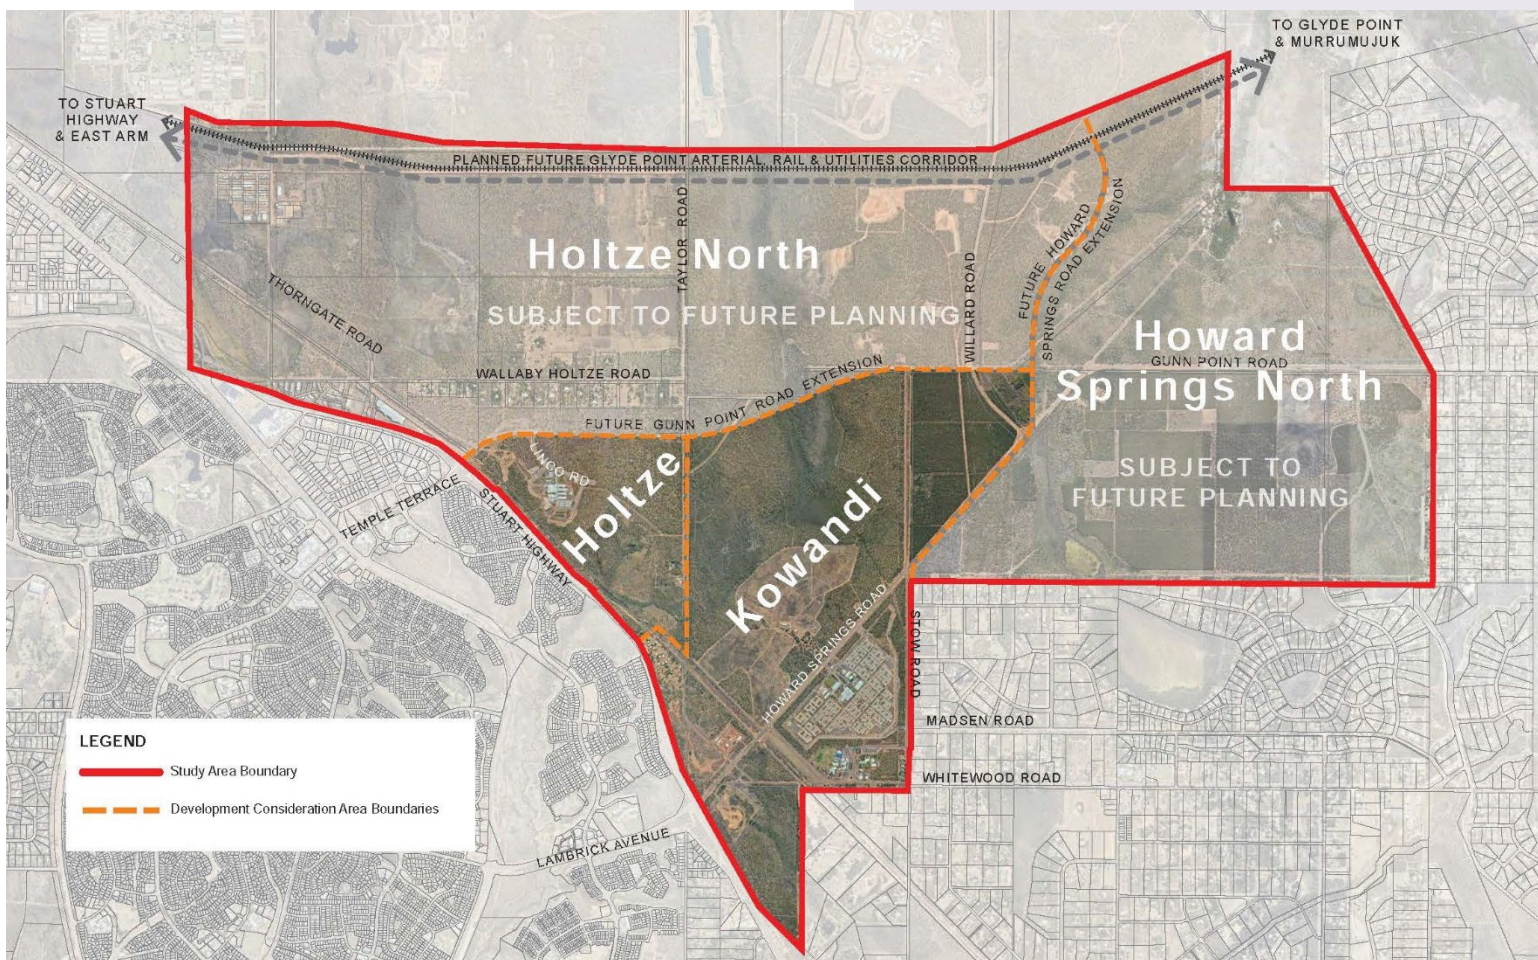 TO GLYDE POINT
& MURRUMUJUK
TO STUART
HIGHWAY
& EAST ARM
PLANNED FUTURE GLYDE POINT ARTERIAL, RAIL & UTILITIES CORRIDOR
TAYLOR ROAD
Holtze North
SUBJECT TO FUTURE PLANNING
THORNGATE ROAD
WILLARD ROAD
FUTURE HOWARD
SPRINGS ROAD EXTENSION
Howard
GUNN POINT ROAD
Springs North
SUBJECT TO
FUTURE PLANNING
WALLABY HOLTZE ROAD
FUTURE GUNN POINT ROAD EXTENSION
UNCO RD
Holtze
Kowandi
TEMPLE TERRACE
STUART HIGHWAY
HOWARD SPRINGS ROAD
STOW ROAD
MADSEN ROAD
WHITEWOOD ROAD
LAMBRICK AVENUE
LEGEND
Study Area Boundary
Development Consideration Area Boundaries